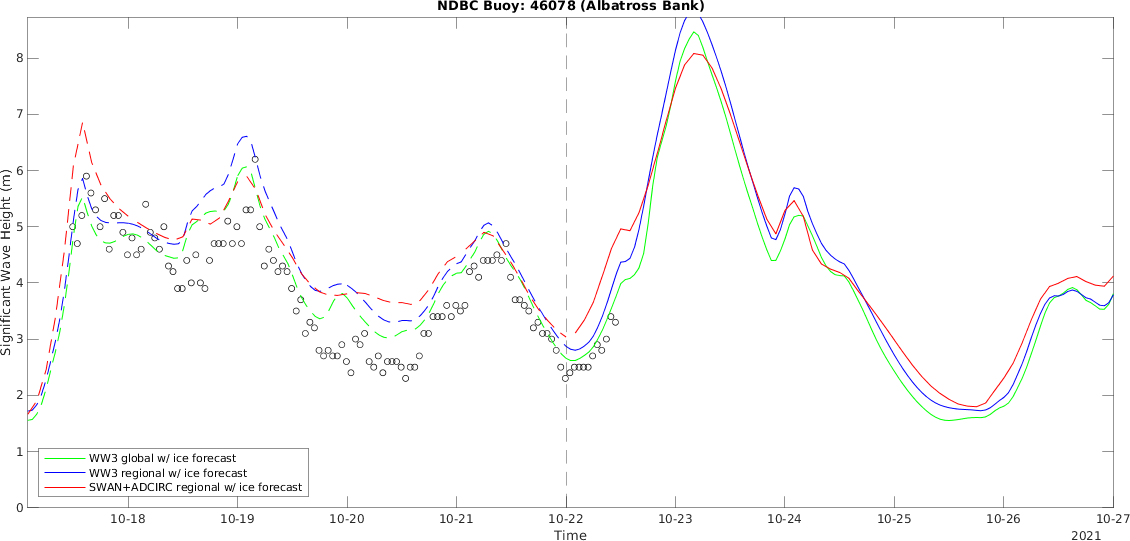 NDBC Buoy: 46078 (Albatross Bank)
8
7
6
5
4
3
2
1
0
Significant Wave Height (m)
WW3 global w/ ice forecast
WW3 regional w/ ice forecast
SWAN+ADCIRC regional w/ ice forecast
10-18 10-19 10-20 10-21 10-22 10-23 10-24 10-25 10-26 10-27
Time
2021